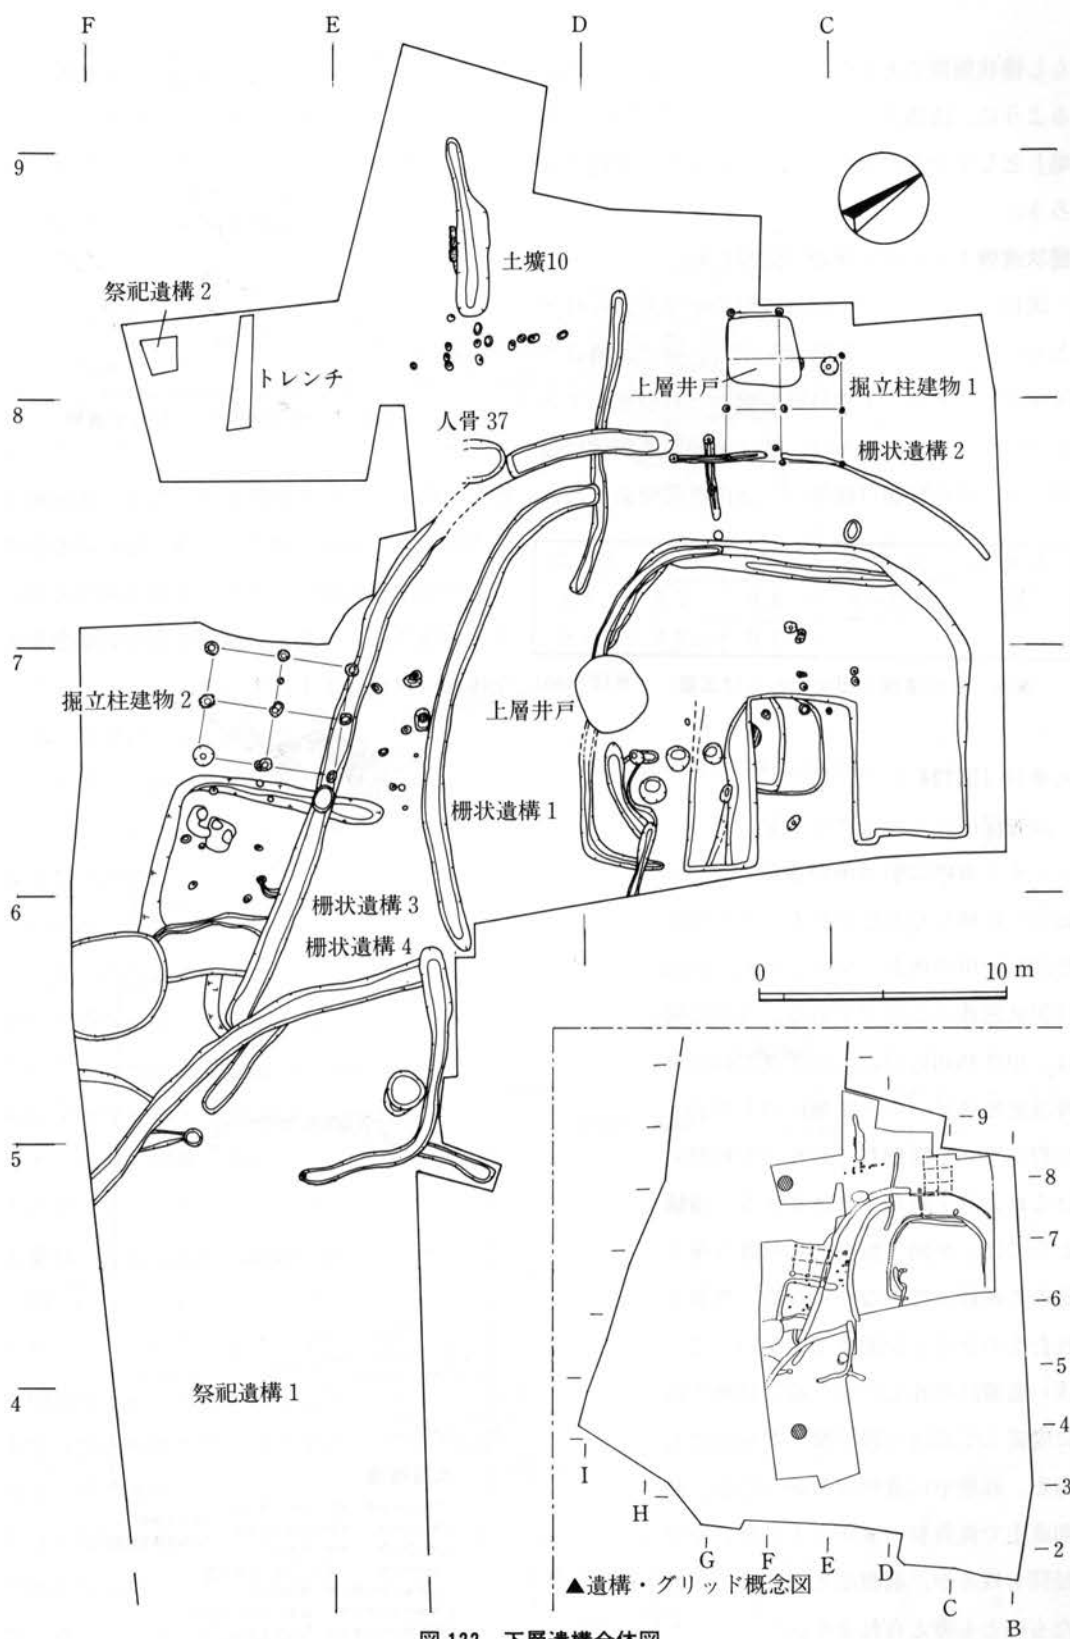 F E D C
9
土壙10
祭祀遺構 2
トレンチ
上層井戸
掘立柱建物 1
8
人骨 37
柵状遺構 2
7
掘立柱建物 2
上層井戸
柵状遺構 1
6
柵状遺構 3
柵状遺構 4
0 10 m
5
祭祀遺構 1
4
9
8
7
6
5
4
3
2
I
H
G F E D
C
B
▲遺構・グリッド概念図
図 133 下層遺構全体図